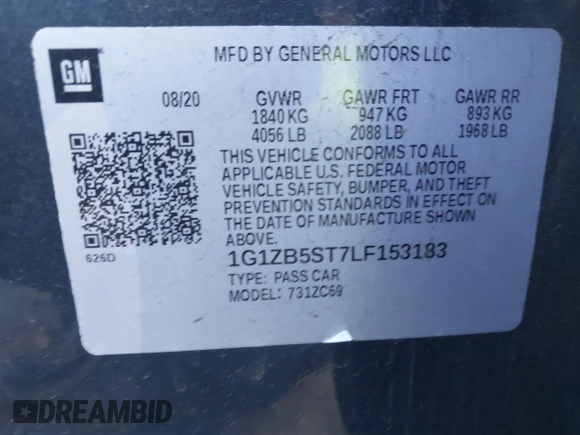 GM
MFD BY GENERAL MOTORS LLC
08/20 GVWR GAWR FRT GAWR RR
1840 KG 947 KG 893 KG
4056 LB 2088 LB 1968 LB
THIS VEHICLE CONFORMS TO ALL
APPLICABLE U.S. FEDERAL MOTOR
VEHICLE SAFETY, BUMPER, AND THEFT
PREVENTION STANDARDS IN EFFECT ON
THE DATE OF MANUFACTURE SHOWN
ABOVE.
626D
1G1ZB5ST7LF153183
TYPE: PASS CAR
MODEL: 731ZC69
DREAMBID